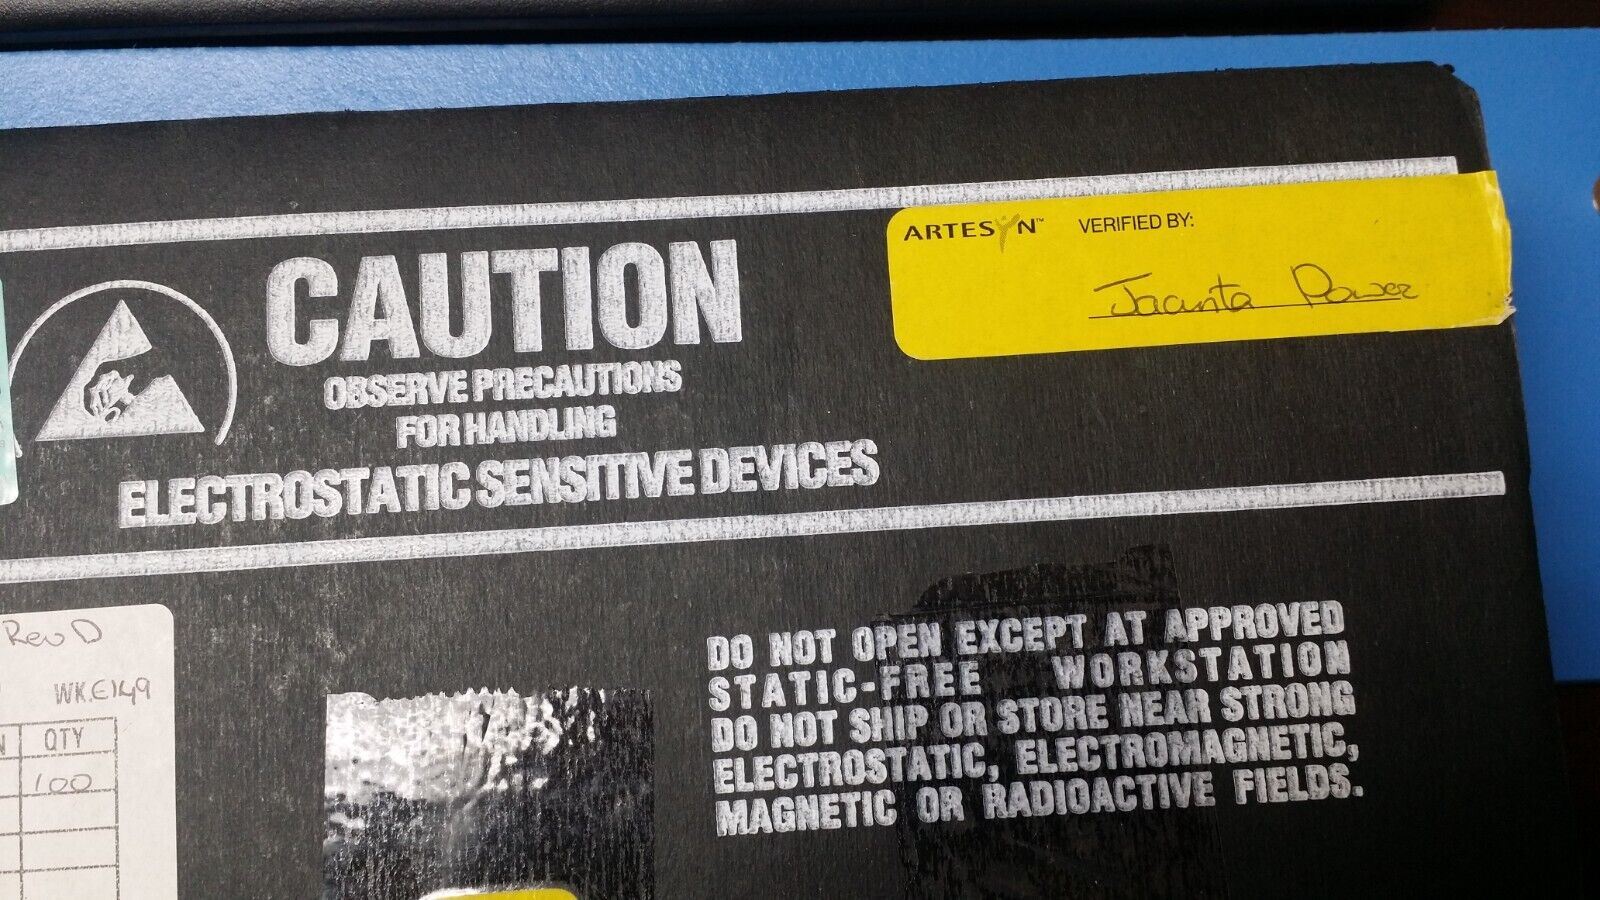 ARTESYN™ VERIFIED BY:
Jacinta Power
CAUTION
OBSERVE PRECAUTIONS
FOR HANDLING
ELECTROSTATIC SENSITIVE DEVICES
Rev D
WK.E149
QTY
100
DO NOT OPEN EXCEPT AT APPROVED
STATIC-FREE WORKSTATION
DO NOT SHIP OR STORE NEAR STRONG
ELECTROSTATIC, ELECTROMAGNETIC,
MAGNETIC OR RADIOACTIVE FIELDS.